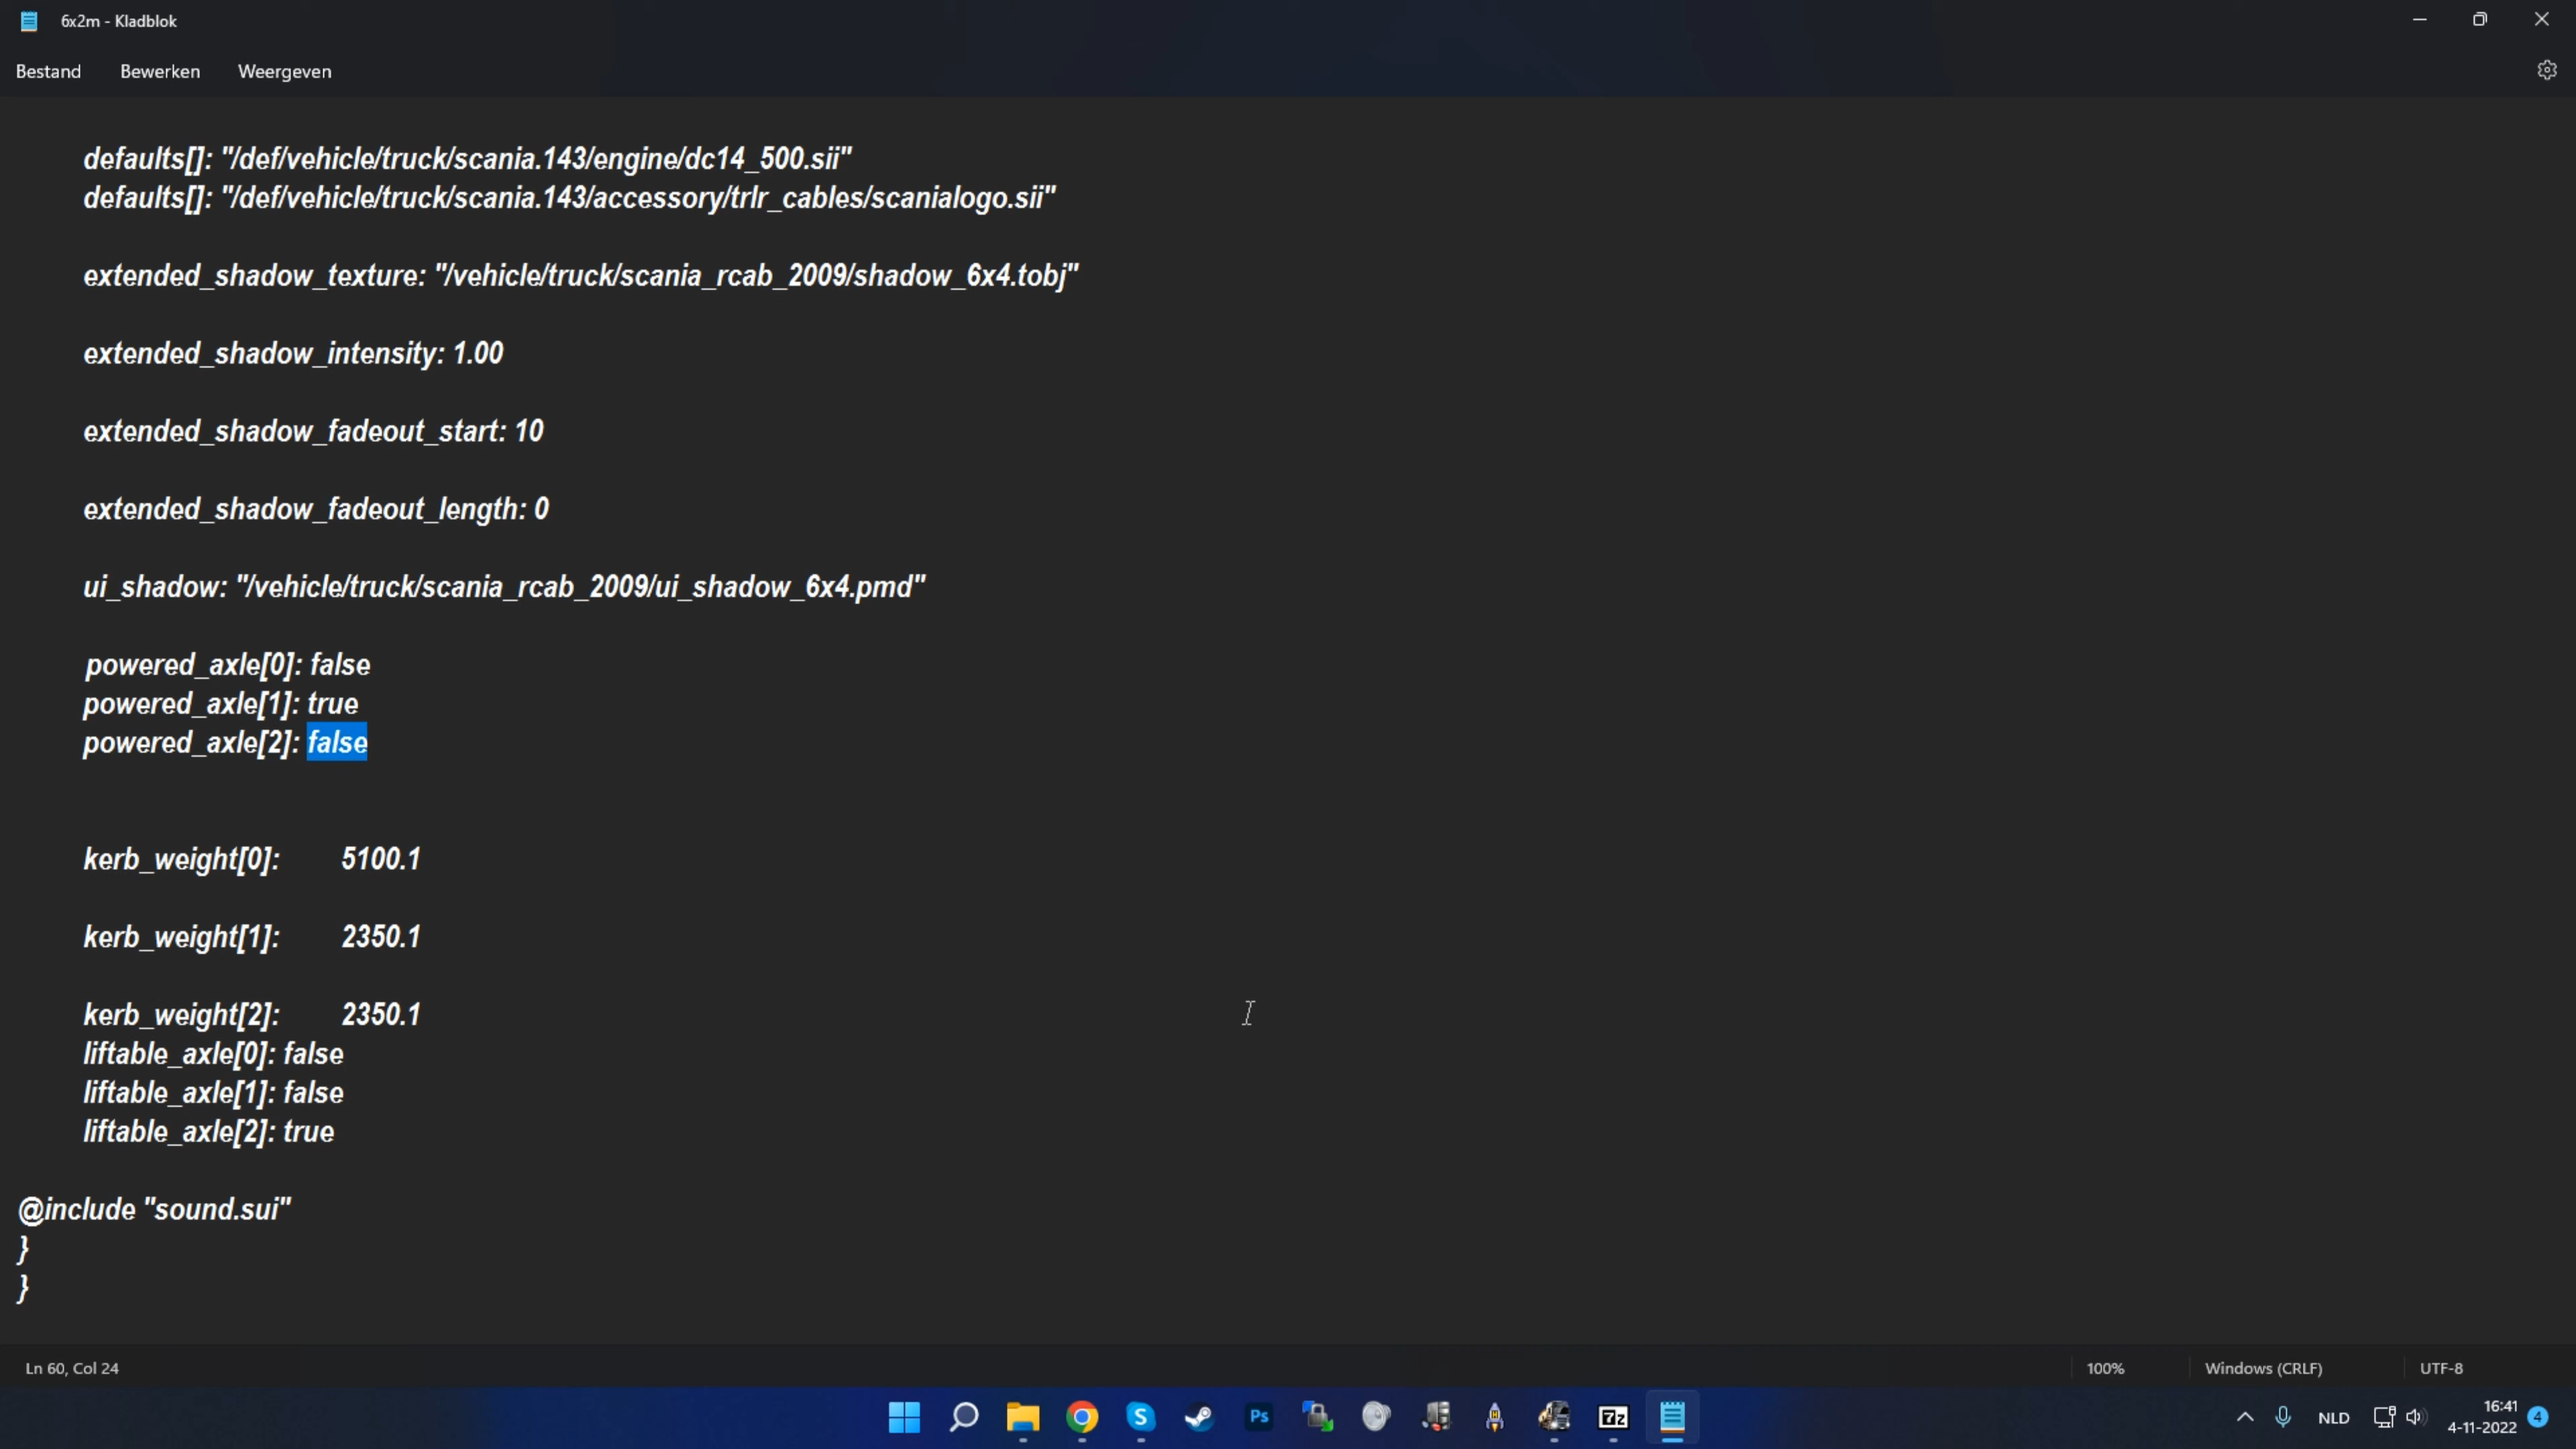 6x2m - Kladblok
Bestand Bewerken Weergeven
defaults[]: "/def/vehicle/truck/scania.143/engine/dc14_500.sii"
defaults[]: "/def/vehicle/truck/scania.143/accessory/trlr_cables/scanialogo.sii"
extended_shadow_texture: "/vehicle/truck/scania_rcab_2009/shadow_6x4.tobj"
extended_shadow_intensity: 1.00
extended_shadow_fadeout_start: 10
extended_shadow_fadeout_length: 0
ui_shadow: "/vehicle/truck/scania_rcab_2009/ui_shadow_6x4.pmd"
powered_axle[0]: false
powered_axle[1]: true
powered_axle[2]: false
kerb_weight[0]: 5100.1
kerb_weight[1]: 2350.1
kerb_weight[2]: 2350.1
liftable_axle[0]: false
liftable_axle[1]: false
liftable_axle[2]: true
@include "sound.sui"
}
}
Ln 60, Col 24 100% Windows (CRLF) UTF-8
S Ps H 7z NLD 16:41 4
4-11-2022